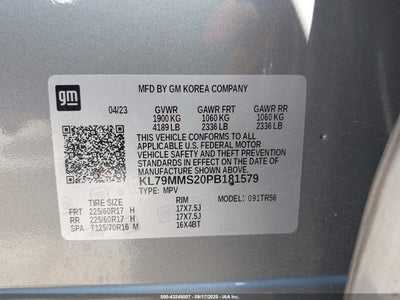 gm
MFD BY GM KOREA COMPANY
04/23 GVWR GAWR FRT GAWR RR
1900 KG 1060 KG 1060 KG
4189 LB 2336 LB 2336 LB
THIS VEHICLE CONFORMS TO ALL
APPLICABLE U.S. FEDERAL MOTOR
VEHICLE SAFETY AND THEFT PREVENTION
STANDARDS IN EFFECT ON THE DATE OF
MANUFACTURE SHOWN ABOVE.
KL79MMS20PB181579
TYPE: MPV MODEL: 091TR56
TIRE SIZE RIM
FRT 225/60R17 H 17X7.5J
RR 225/60R17 H 17X7.5J
SPA T125/70R16 M 16X4BT
000-43248007 (09/17/2025 - IAAI)